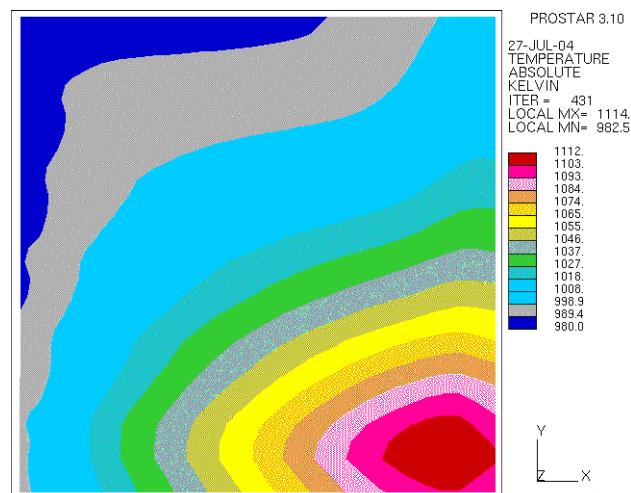 PROSTAR 3.10
27-JUL-04
TEMPERATURE
ABSOLUTE
KELVIN
ITER = 431
LOCAL MX= 1114.
LOCAL MN= 982.5
1112.
1103.
1093.
1084.
1074.
1065.
1055.
1046.
1037.
1027.
1018.
1008.
998.9
989.4
980.0
Y
Z X